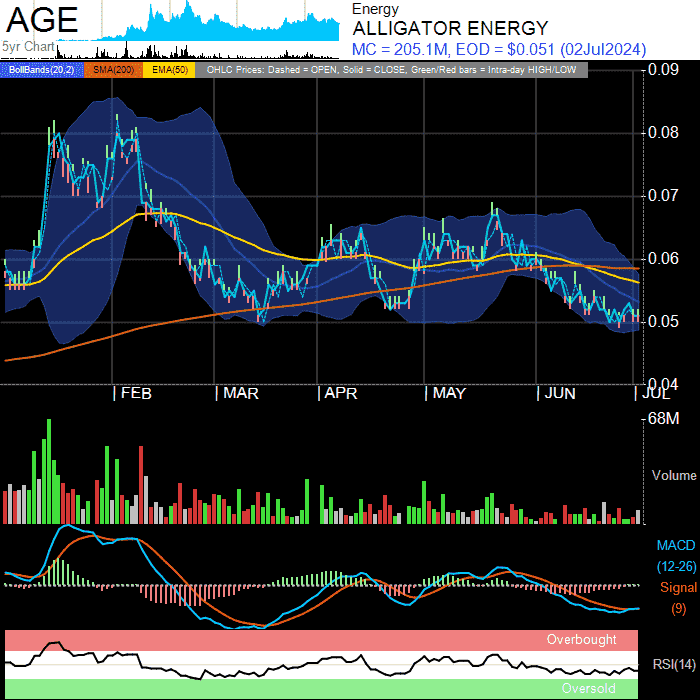 AGE
5yr Chart
Energy
ALLIGATOR ENERGY
MC = 205.1M, EOD = $0.051 (02Jul2024)
BollBands(20,2) SMA(200) EMA(50) OHLC Prices: Dashed = OPEN, Solid = CLOSE, Green/Red bars = Intra-day HIGH/LOW
0.09
0.08
0.07
0.06
0.05
0.04
FEB MAR APR MAY JUN JUL
68M
Volume
MACD
(12-26)
Signal
(9)
Overbought
RSI(14)
Oversold